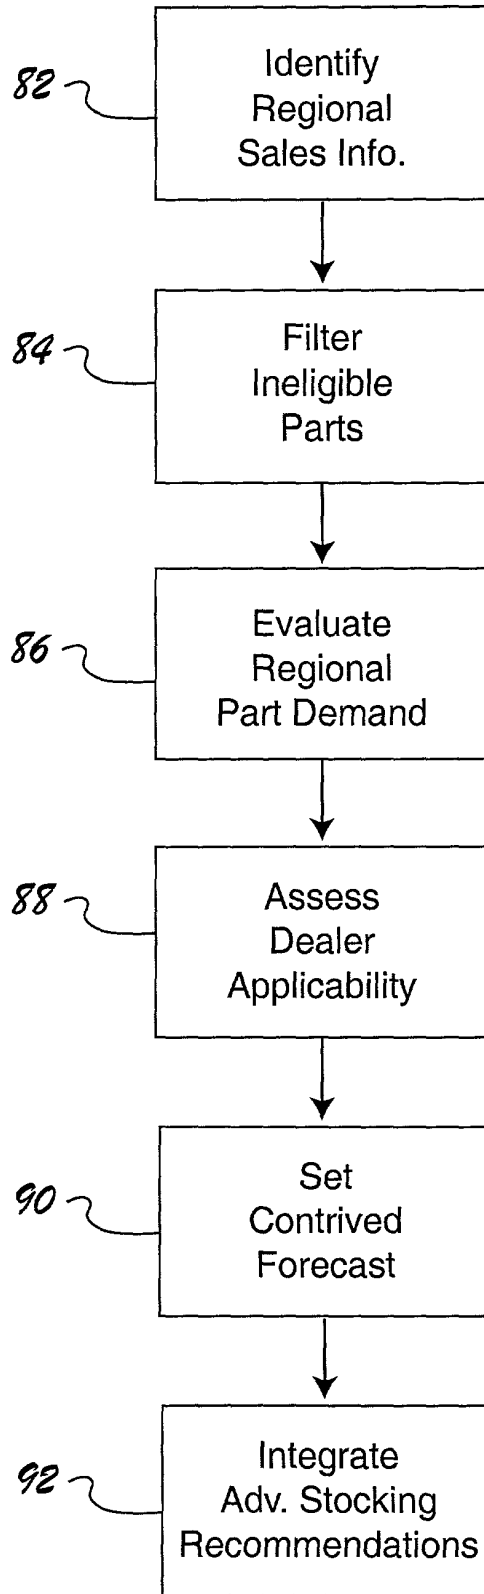 82
Identify
Regional
Sales Info.
84
Filter
Ineligible
Parts
86
Evaluate
Regional
Part Demand
88
Assess
Dealer
Applicability
90
Set
Contrived
Forecast
92
Integrate
Adv. Stocking
Recommendations